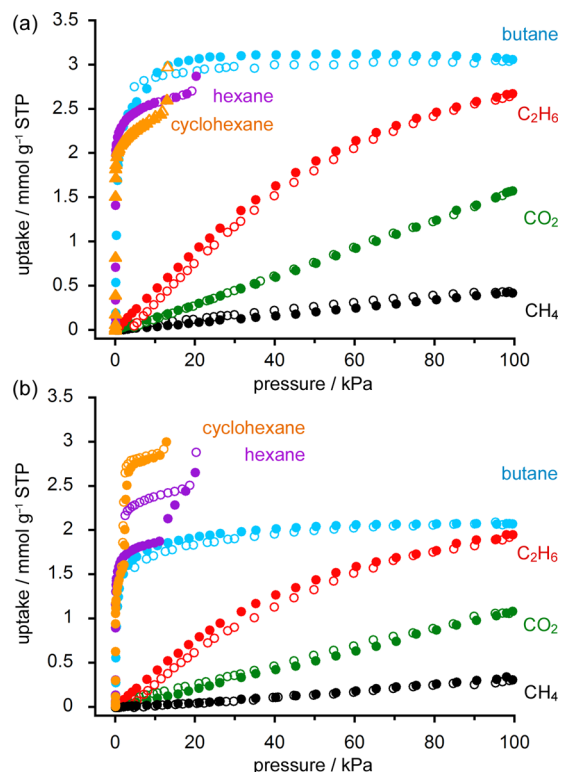 (a)
3.5
3
2.5
2
1.5
1
0.5
0
uptake / mmol g⁻¹ STP
butane
hexane
cyclohexane
C₂H₆
CO₂
CH₄
0 20 40 60 80 100
pressure / kPa
(b)
3.5
3
2.5
2
1.5
1
0.5
0
uptake / mmol g⁻¹ STP
cyclohexane
hexane
butane
C₂H₆
CO₂
CH₄
0 20 40 60 80 100
pressure / kPa